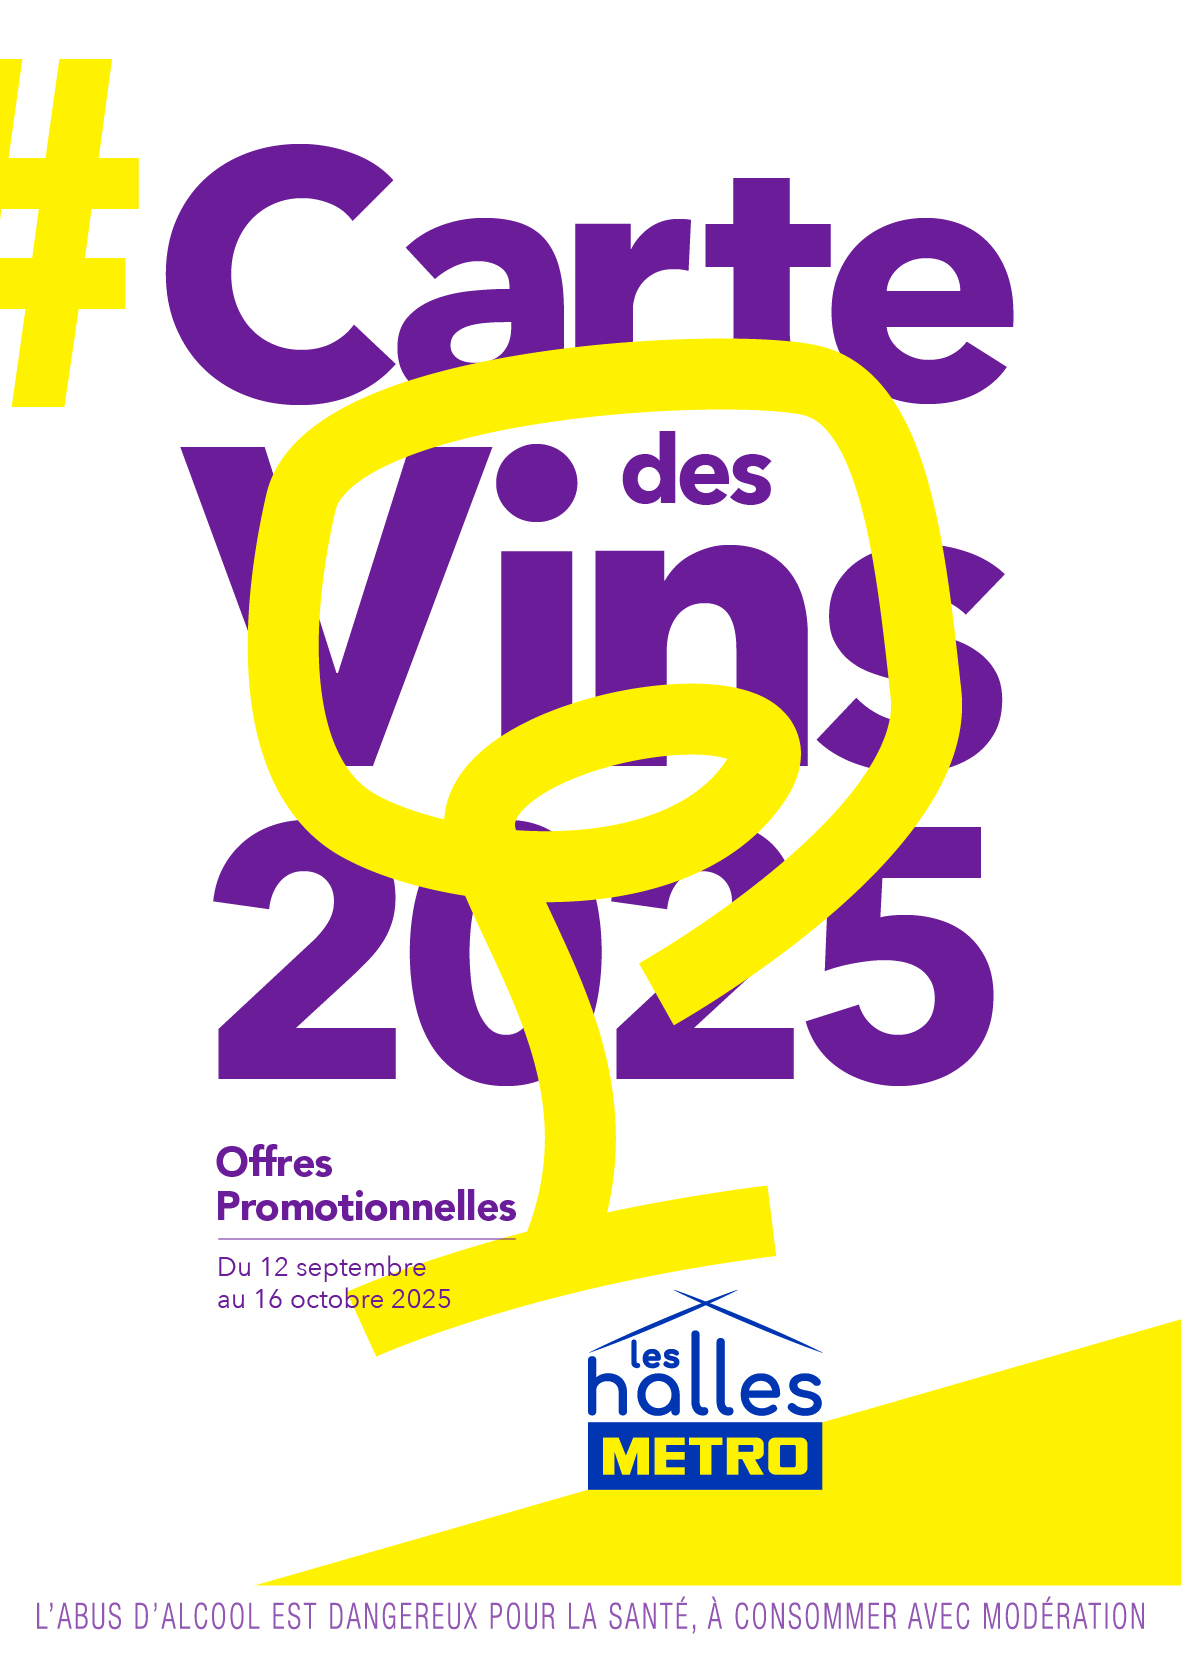 #Carte
des
Vins
2025
Offres
Promotionnelles
Du 12 septembre
au 16 octobre 2025
les
halles
METRO
L'ABUS D'ALCOOL EST DANGEREUX POUR LA SANTÉ, À CONSOMMER AVEC MODÉRATION